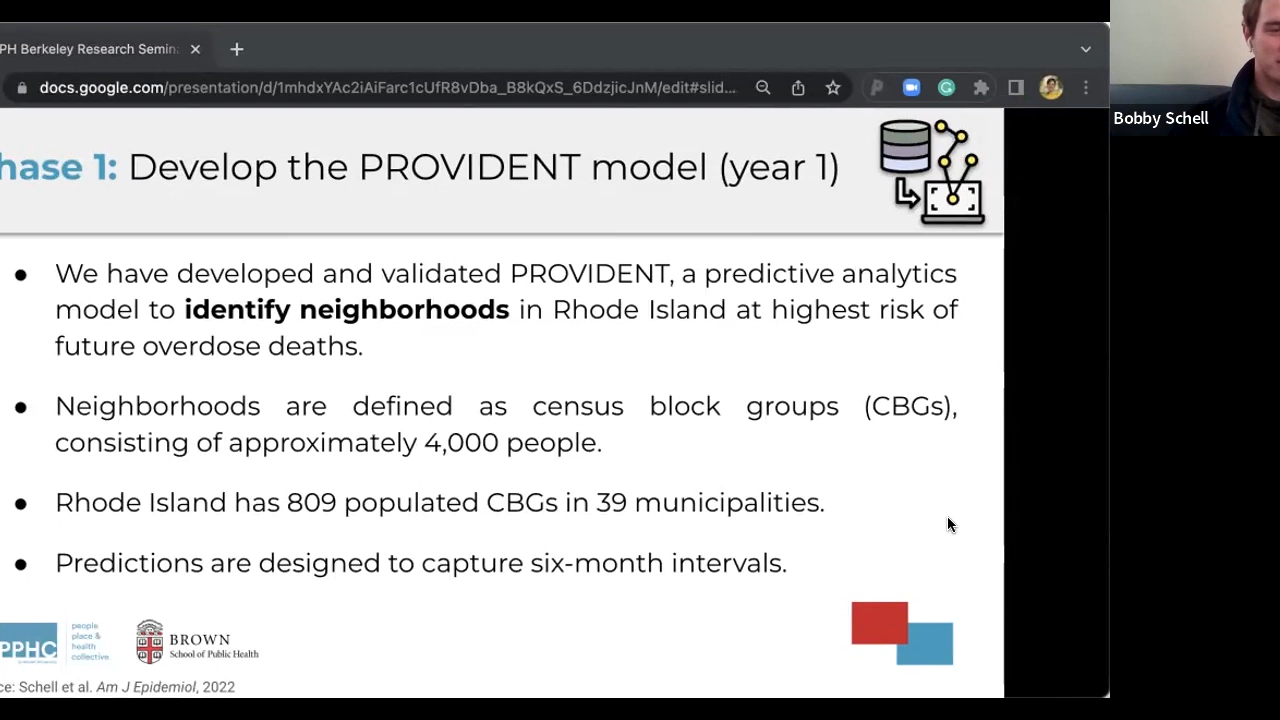 PH Berkeley Research Semin
docs.google.com/presentation/d/1mhdxYAc2iAiFarc1cUfR8vDba_B8kQxS_6DdzjicJnM/edit#slid...
Bobby Schell
hase 1: Develop the PROVIDENT model (year 1)
● We have developed and validated PROVIDENT, a predictive analytics
model to identify neighborhoods in Rhode Island at highest risk of
future overdose deaths.
● Neighborhoods are defined as census block groups (CBGs),
consisting of approximately 4,000 people.
● Rhode Island has 809 populated CBGs in 39 municipalities.
● Predictions are designed to capture six-month intervals.
PPHC
people
place &
health
collective
BROWN
School of Public Health
ce: Schell et al. Am J Epidemiol, 2022